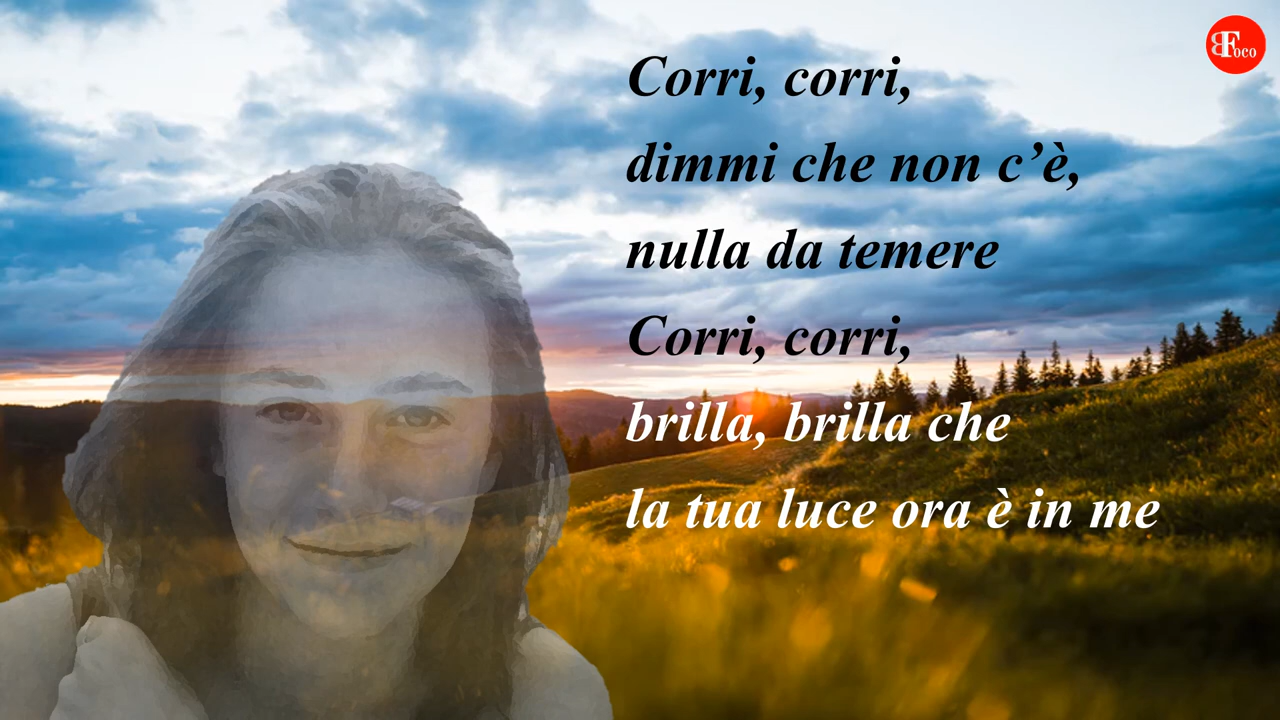 BFoco
Corri, corri,
dimmi che non c’è,
nulla da temere
Corri, corri,
brilla, brilla che
la tua luce ora è in me